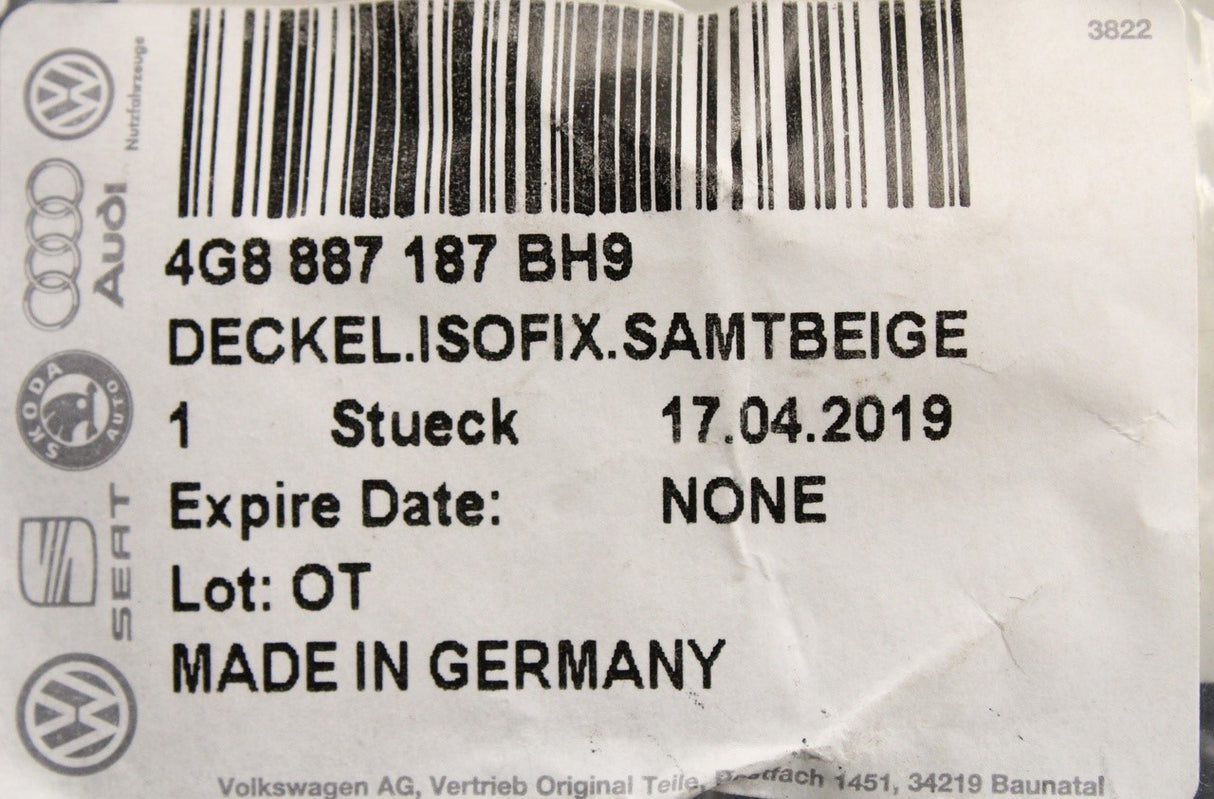 3822
Nutzfahrzeuge
Audi
SKODA
AUTO
SEAT
4G8 887 187 BH9
DECKEL.ISOFIX.SAMTBEIGE
1 Stueck 17.04.2019
Expire Date: NONE
Lot: OT
MADE IN GERMANY
Volkswagen AG, Vertrieb Original Teile, Postfach 1451, 34219 Baunatal